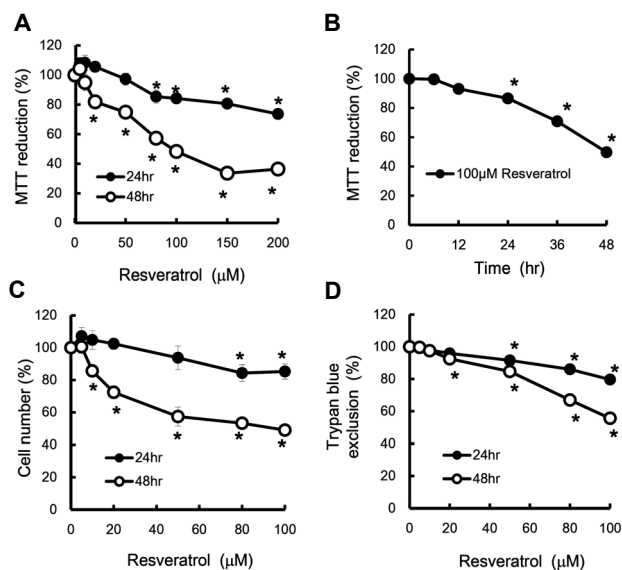 A
120
100
80
60
40
20
0
MTT reduction (%)
* * * *
* * * * * *
24hr
48hr
0 50 100 150 200
Resveratrol (μM)
B
120
100
80
60
40
20
0
MTT reduction (%)
* * *
100μM Resveratrol
0 12 24 36 48
Time (hr)
C
120
100
80
60
40
20
0
Cell number (%)
* *
* * * * *
24hr
48hr
0 20 40 60 80 100
Resveratrol (μM)
D
120
100
80
60
40
20
0
Trypan blue
exclusion (%)
* * *
* * * *
24hr
48hr
0 20 40 60 80 100
Resveratrol (μM)